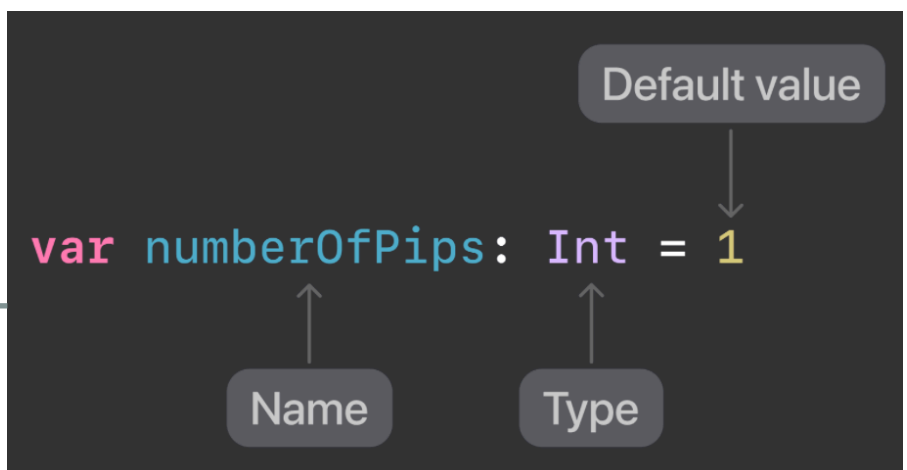 Default value
var numberOfPips: Int = 1
Name Type